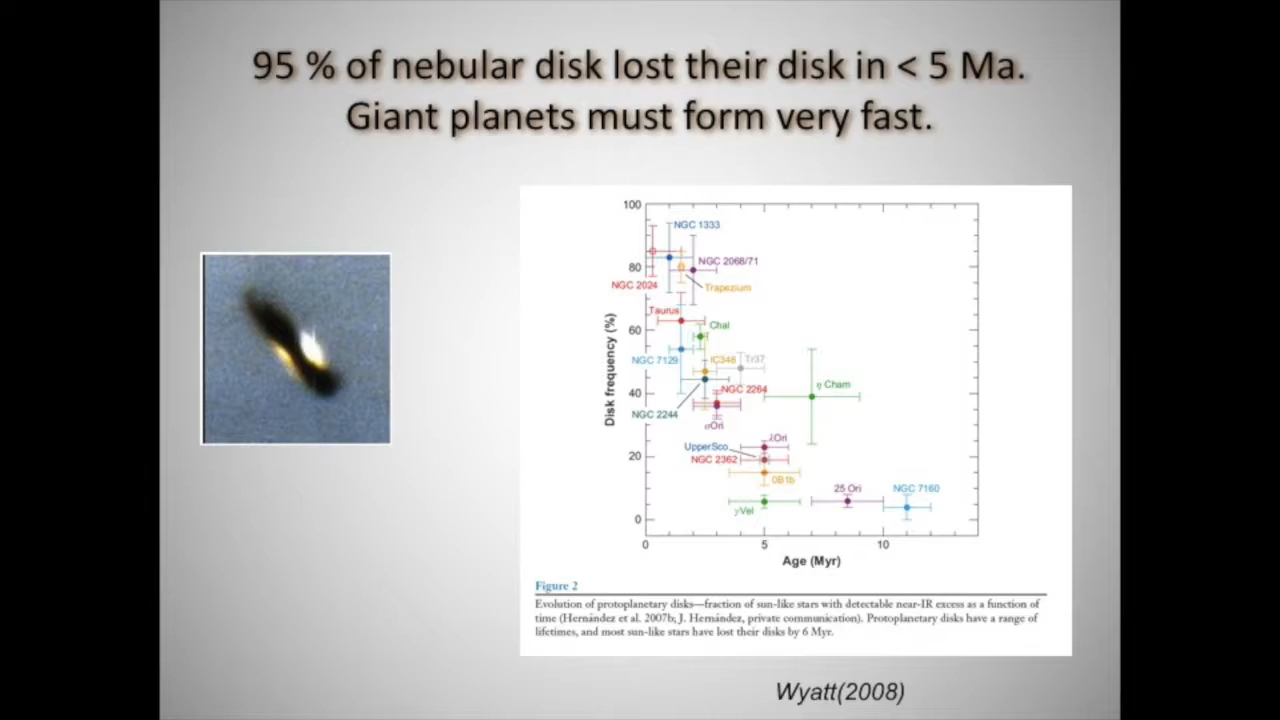 95 % of nebular disk lost their disk in < 5 Ma.
Giant planets must form very fast.
100
80
60
40
20
0
Disk frequency (%)
NGC 1333
NGC 2068/71
NGC 2024
Trapezium
Taurus
ChaI
NGC 7129
IC348
Tr37
NGC 2264
η Cham
NGC 2244
σOri
λOri
UpperSco
NGC 2362
0B1b
25 Ori
NGC 7160
γVel
0
5
10
Age (Myr)
Figure 2
Evolution of protoplanetary disks—fraction of sun-like stars with detectable near-IR excess as a function of
time (Hernández et al. 2007b; J. Hernández, private communication). Protoplanetary disks have a range of
lifetimes, and most sun-like stars have lost their disks by 6 Myr.
Wyatt(2008)